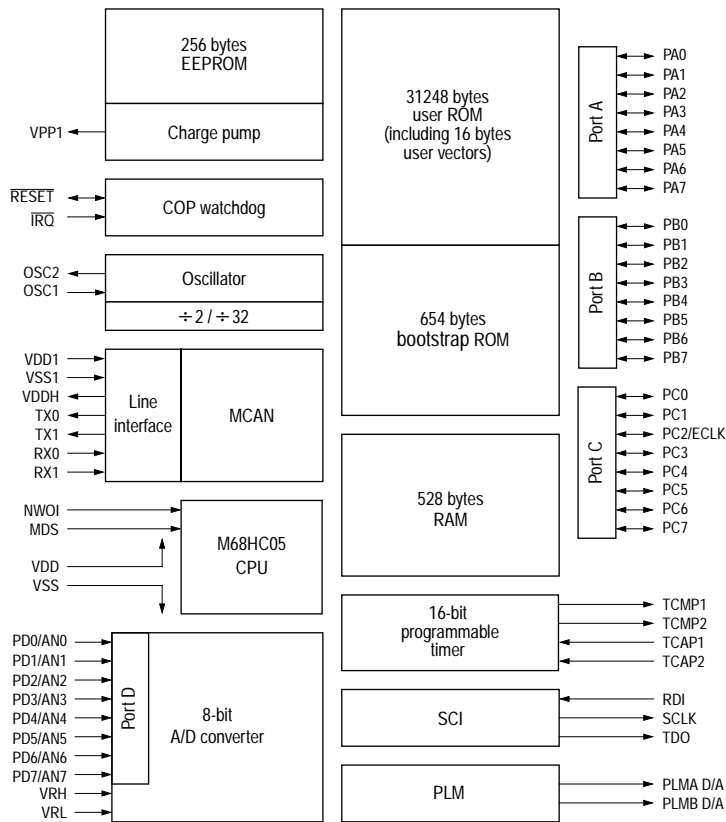 256 bytes
EEPROM
VPP1
Charge pump
RESET
IRQ
COP watchdog
OSC2
OSC1
Oscillator
÷ 2 / ÷ 32
VDD1
VSS1
VDDH
TX0
TX1
RX0
RX1
Line
interface
MCAN
NWOI
MDS
VDD
VSS
M68HC05
CPU
PD0/AN0
PD1/AN1
PD2/AN2
PD3/AN3
PD4/AN4
PD5/AN5
PD6/AN6
PD7/AN7
VRH
VRL
Port D
8-bit
A/D converter
31248 bytes
user ROM
(including 16 bytes
user vectors)
654 bytes
bootstrap ROM
528 bytes
RAM
16-bit
programmable
timer
SCI
PLM
Port A
PA0
PA1
PA2
PA3
PA4
PA5
PA6
PA7
Port B
PB0
PB1
PB2
PB3
PB4
PB5
PB6
PB7
Port C
PC0
PC1
PC2/ECLK
PC3
PC4
PC5
PC6
PC7
TCMP1
TCMP2
TCAP1
TCAP2
RDI
SCLK
TDO
PLMA D/A
PLMB D/A